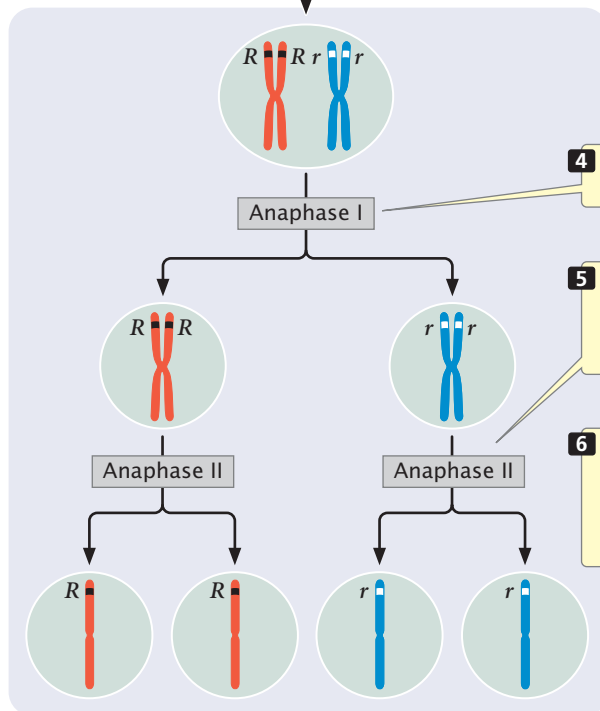 R R r r
4
Anaphase I
5
R R r r
6
Anaphase II Anaphase II
R R r r